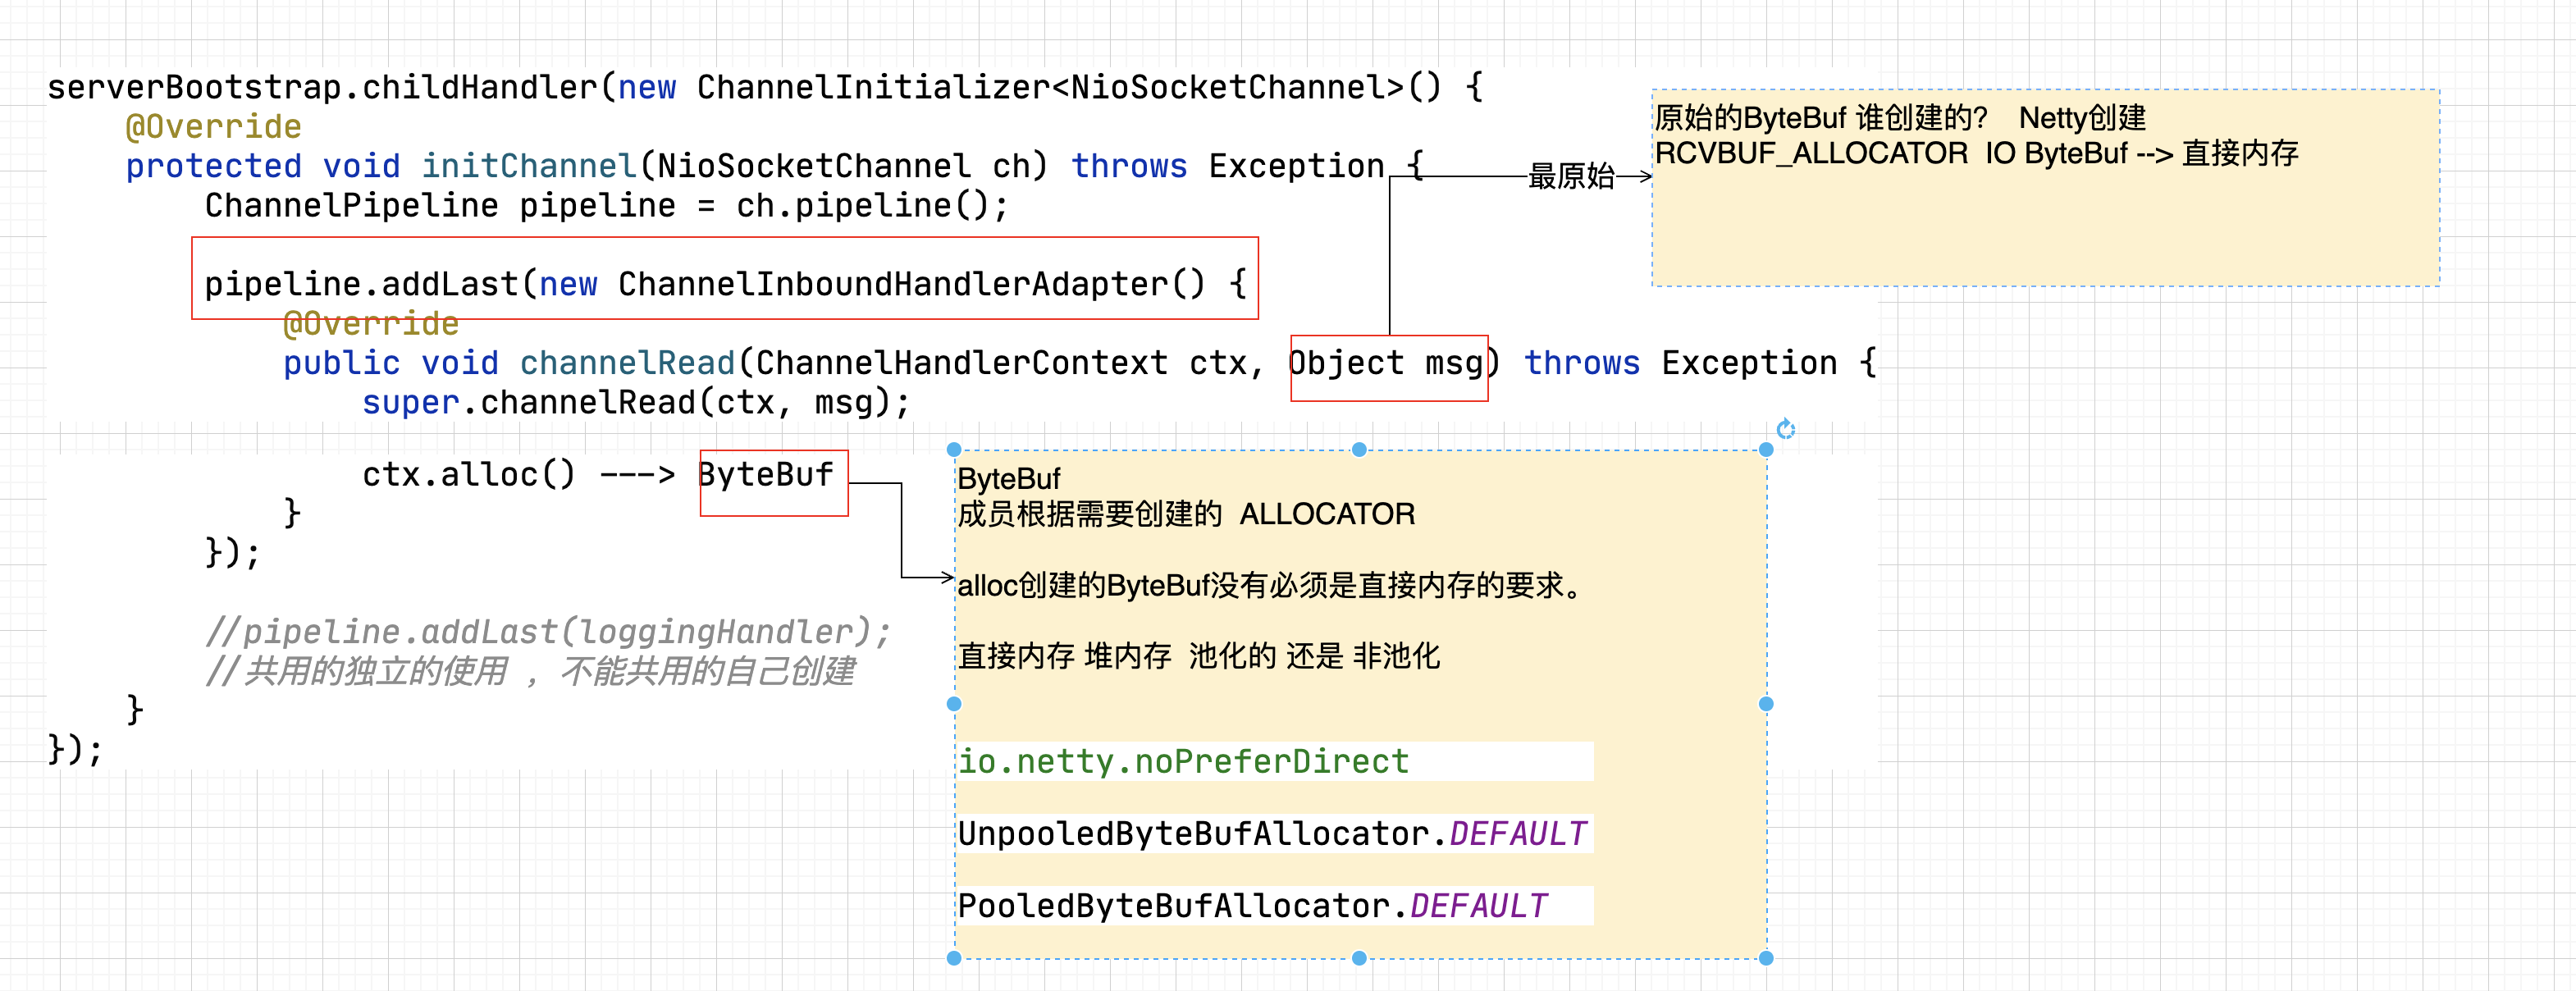 serverBootstrap.childHandler(new ChannelInitializer<NioSocketChannel>() {
@Override
protected void initChannel(NioSocketChannel ch) throws Exception {
ChannelPipeline pipeline = ch.pipeline();
pipeline.addLast(new ChannelInboundHandlerAdapter() {
@Override
public void channelRead(ChannelHandlerContext ctx, Object msg) throws Exception {
super.channelRead(ctx, msg);
ctx.alloc() ---> ByteBuf
}
});
//pipeline.addLast(loggingHandler);
//共用的独立的使用 , 不能共用的自己创建
}
});
最原始
原始的ByteBuf 谁创建的? Netty创建
RCVBUF_ALLOCATOR IO ByteBuf --> 直接内存
ByteBuf
成员根据需要创建的 ALLOCATOR
alloc创建的ByteBuf没有必须是直接内存的要求。
直接内存 堆内存 池化的 还是 非池化
io.netty.noPreferDirect
UnpooledByteBufAllocator.DEFAULT
PooledByteBufAllocator.DEFAULT